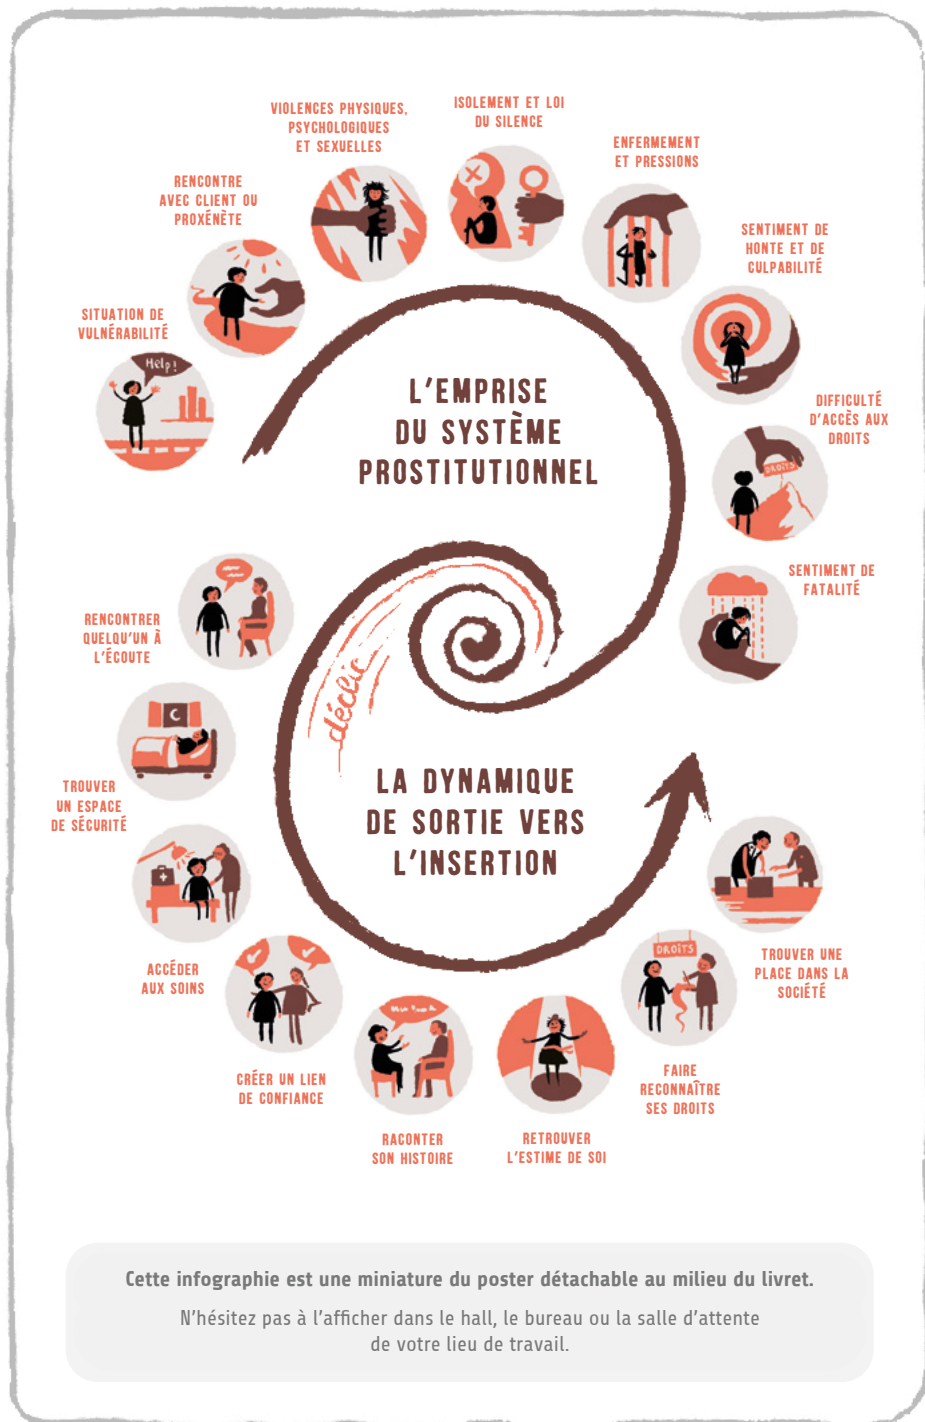 VIOLENCES PHYSIQUES,
PSYCHOLOGIQUES
ET SEXUELLES
ISOLEMENT ET LOI
DU SILENCE
ENFERMEMENT
ET PRESSIONS
RENCONTRE
AVEC CLIENT OU
PROXÉNÈTE
SENTIMENT DE
HONTE ET DE
CULPABILITÉ
SITUATION DE
VULNÉRABILITÉ
Help!
DIFFICULTÉ
D'ACCÈS AUX
DROITS
DROITS
SENTIMENT DE
FATALITÉ
L'EMPRISE
DU SYSTÈME
PROSTITUTIONNEL
déclic
LA DYNAMIQUE
DE SORTIE VERS
L'INSERTION
RENCONTRER
QUELQU'UN À
L'ÉCOUTE
TROUVER
UN ESPACE
DE SÉCURITÉ
ACCÉDER
AUX SOINS
CRÉER UN LIEN
DE CONFIANCE
RACONTER
SON HISTOIRE
RETROUVER
L'ESTIME DE SOI
DROITS
FAIRE
RECONNAÎTRE
SES DROITS
TROUVER UNE
PLACE DANS LA
SOCIÉTÉ
Cette infographie est une miniature du poster détachable au milieu du livret.
N'hésitez pas à l'afficher dans le hall, le bureau ou la salle d'attente
de votre lieu de travail.